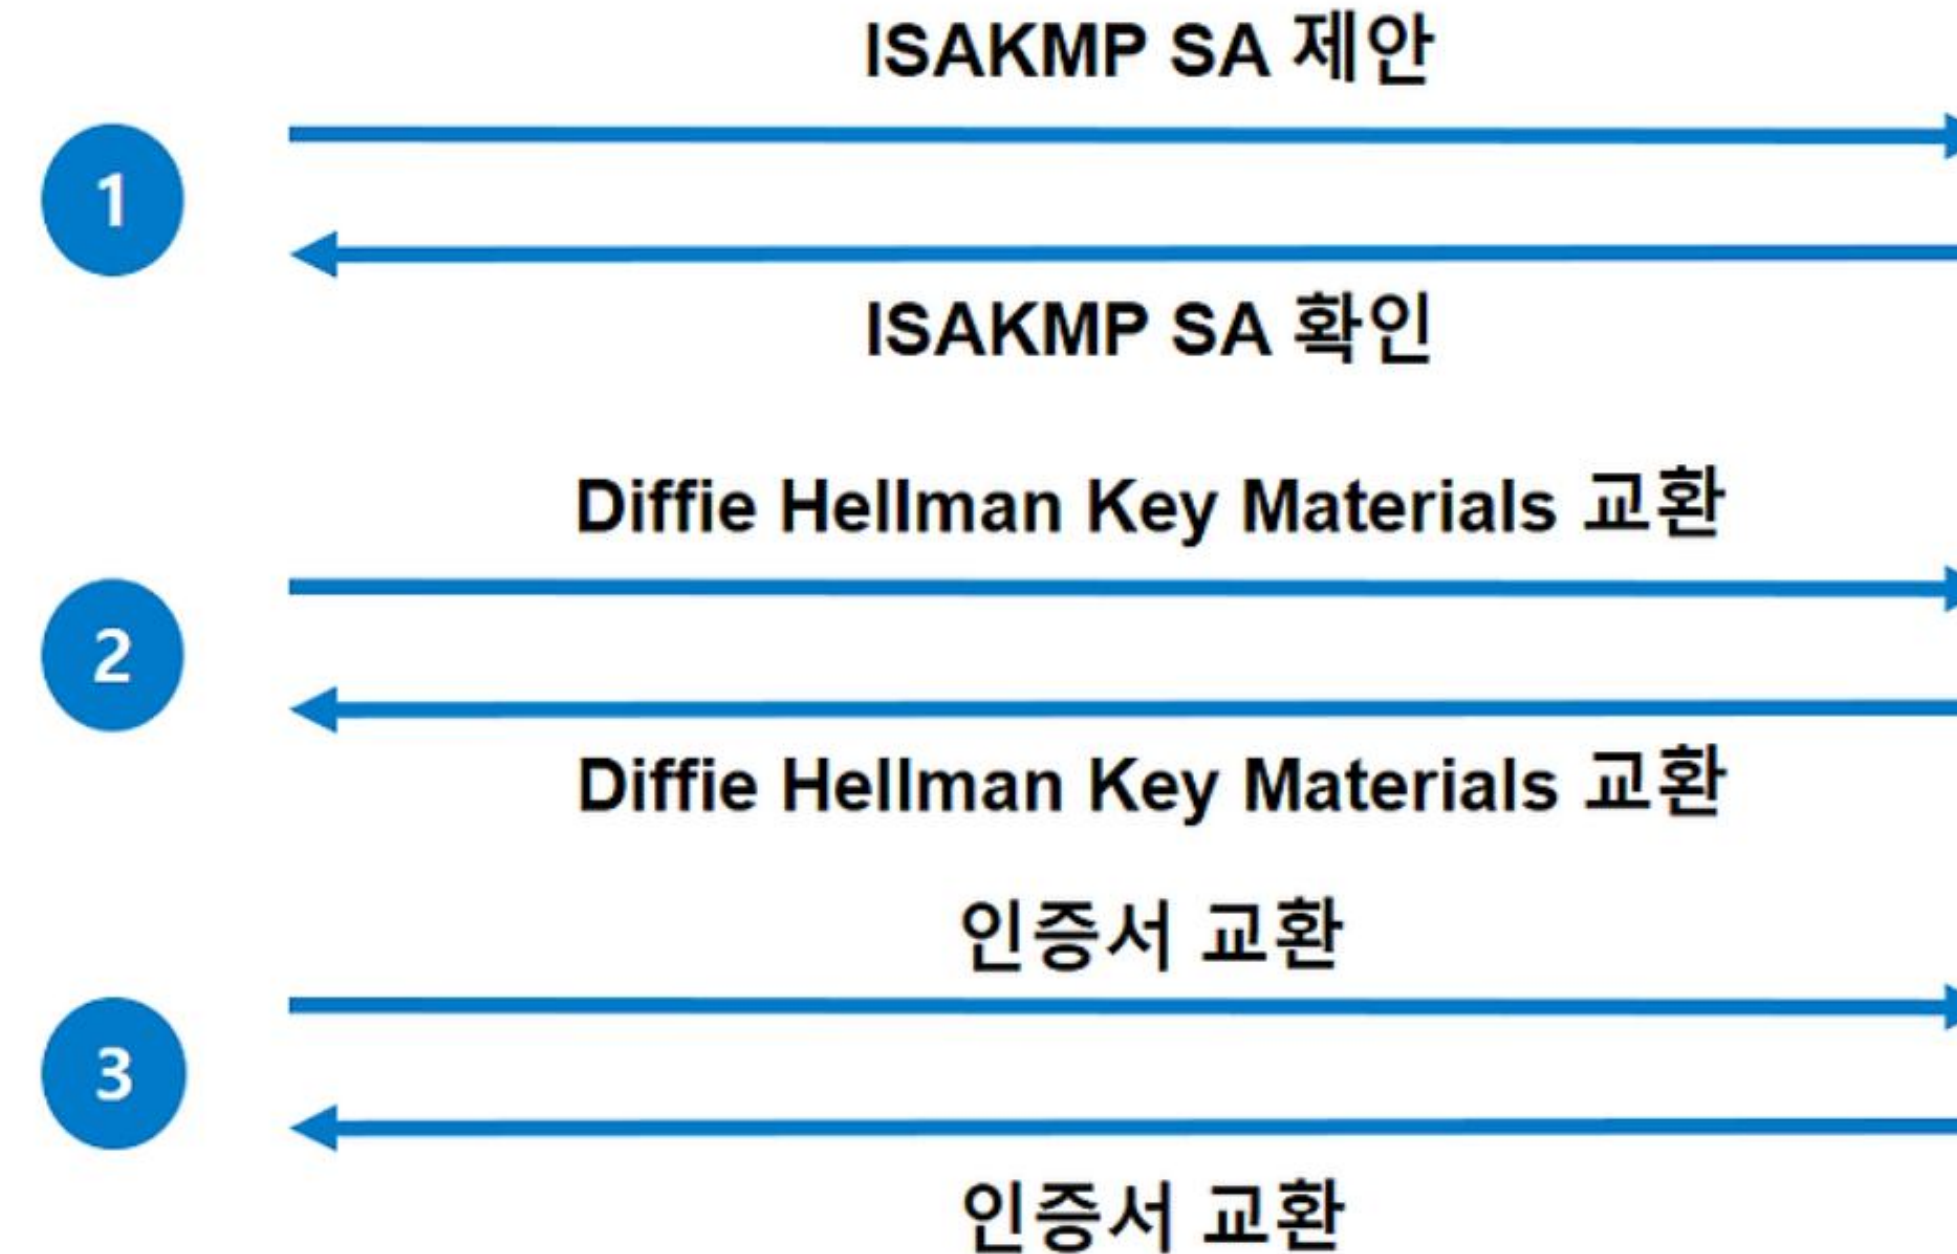 ISAKMP SA 제안
1
ISAKMP SA 확인
Diffie Hellman Key Materials 교환
2
Diffie Hellman Key Materials 교환
인증서 교환
3
인증서 교환